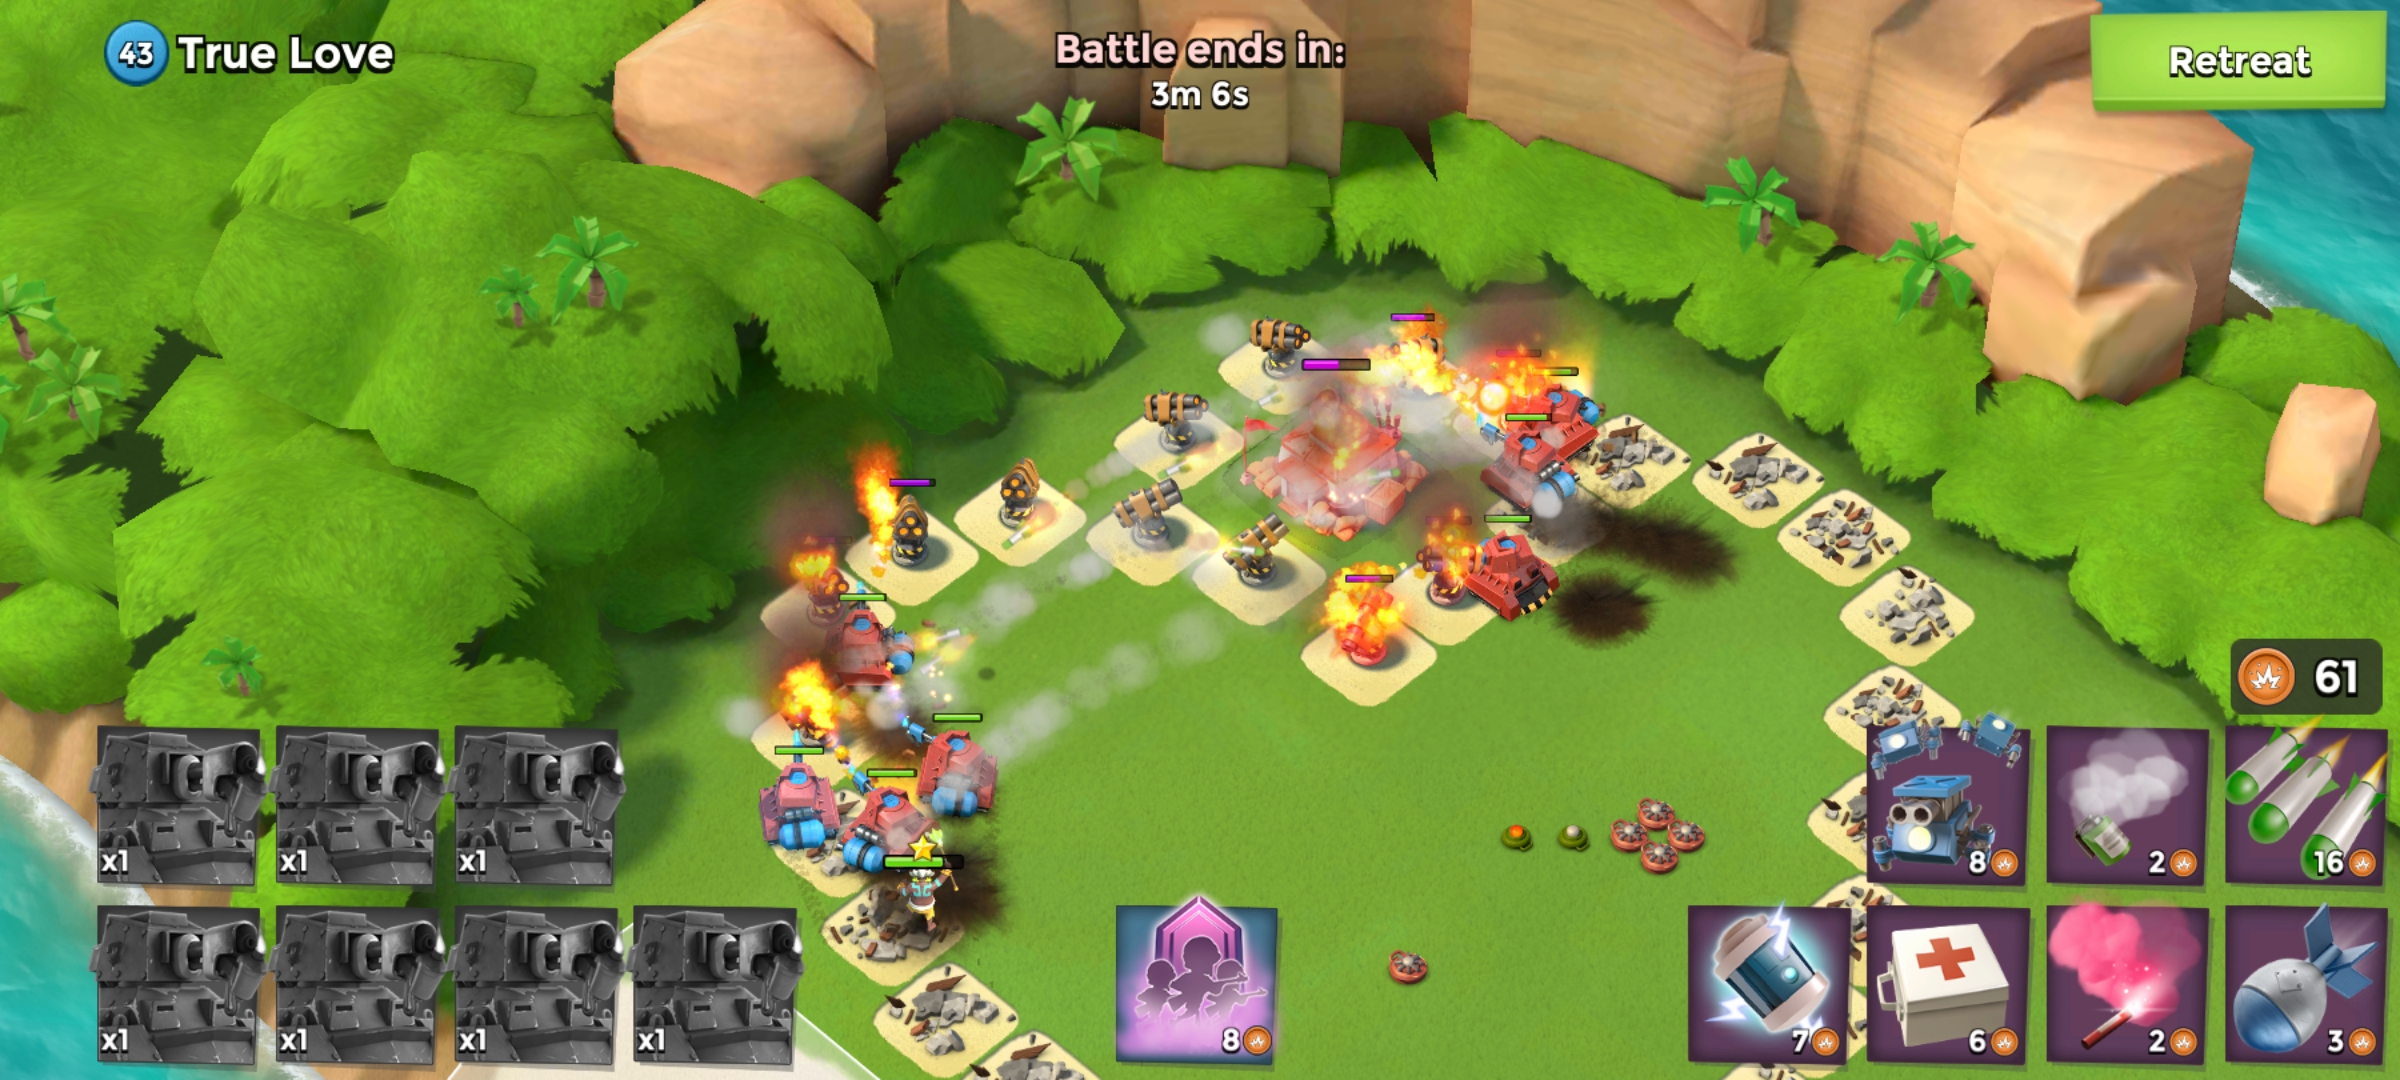 43 True Love
Battle ends in:
3m 6s
Retreat
61
x1 x1 x1
8 2 16
x1 x1 x1 x1
8 7 6 2 3